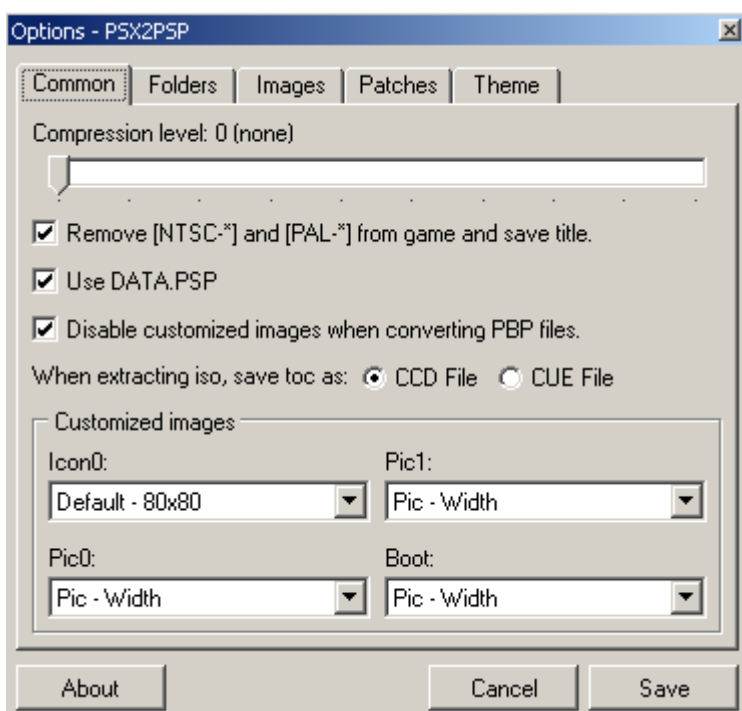 Options - PSX2PSP
Common Folders Images Patches Theme
Compression level: 0 (none)
Remove [NTSC-*] and [PAL-*] from game and save title.
Use DATA.PSP
Disable customized images when converting PBP files.
When extracting iso, save toc as: CCD File CUE File
Customized images
Icon0: Pic1:
Default - 80x80 Pic - Width
Pic0: Boot:
Pic - Width Pic - Width
About Cancel Save